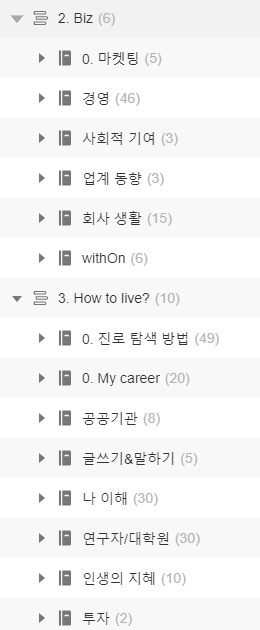 2. Biz (6)
0. 마켓팅 (5)
경영 (46)
사회적 기여 (3)
업계 동향 (3)
회사 생활 (15)
withOn (6)
3. How to live? (10)
0. 진로 탐색 방법 (49)
0. My career (20)
공공기관 (8)
글쓰기&말하기 (5)
나 이해 (30)
연구자/대학원 (30)
인생의 지혜 (10)
투자 (2)